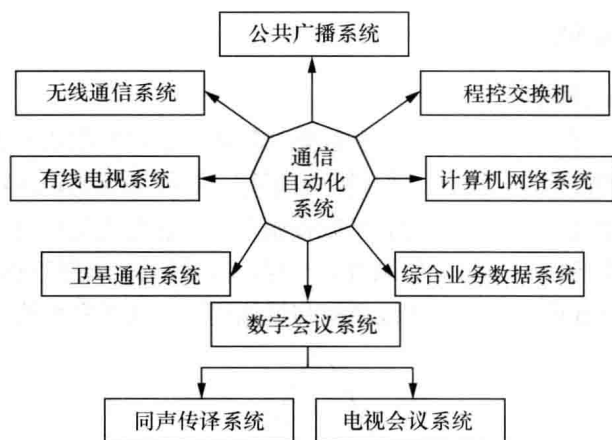 公共广播系统
无线通信系统
程控交换机
通信
自动化
系统
有线电视系统
计算机网络系统
卫星通信系统
综合业务数据系统
数字会议系统
同声传译系统
电视会议系统